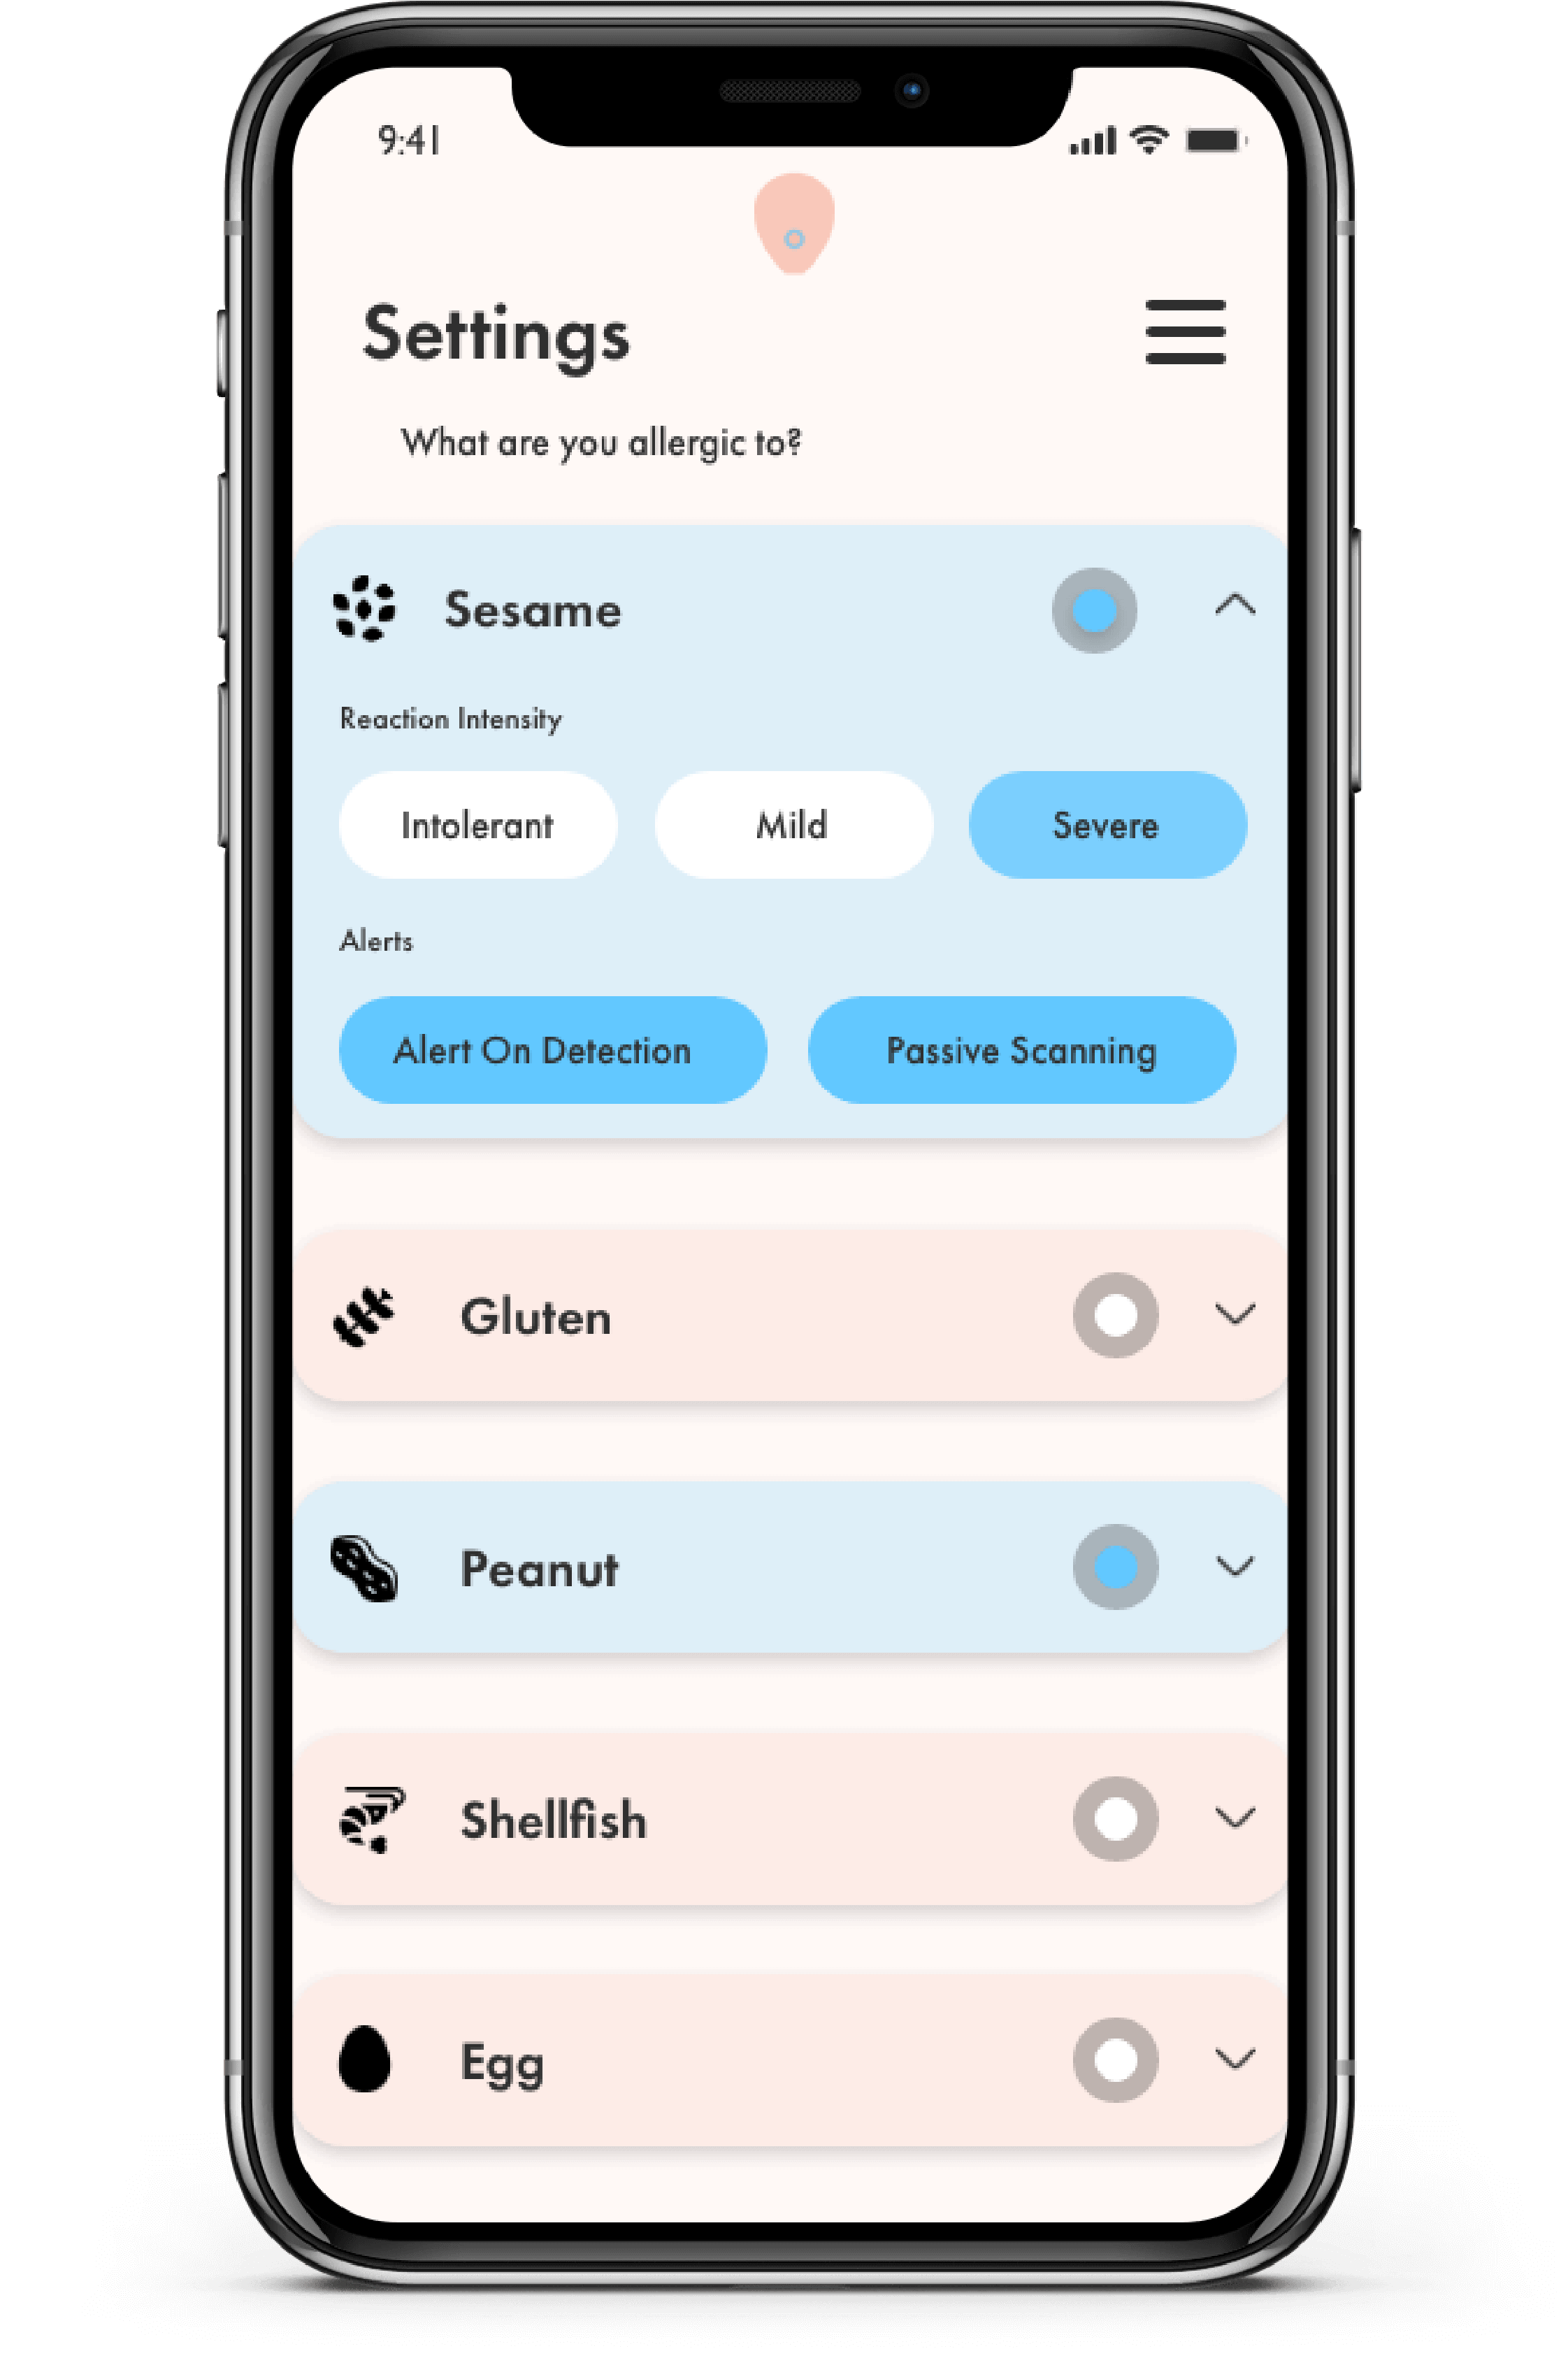 9:41
Settings
What are you allergic to?
Sesame
Reaction Intensity
Intolerant Mild Severe
Alerts
Alert On Detection Passive Scanning
Gluten
Peanut
Shellfish
Egg